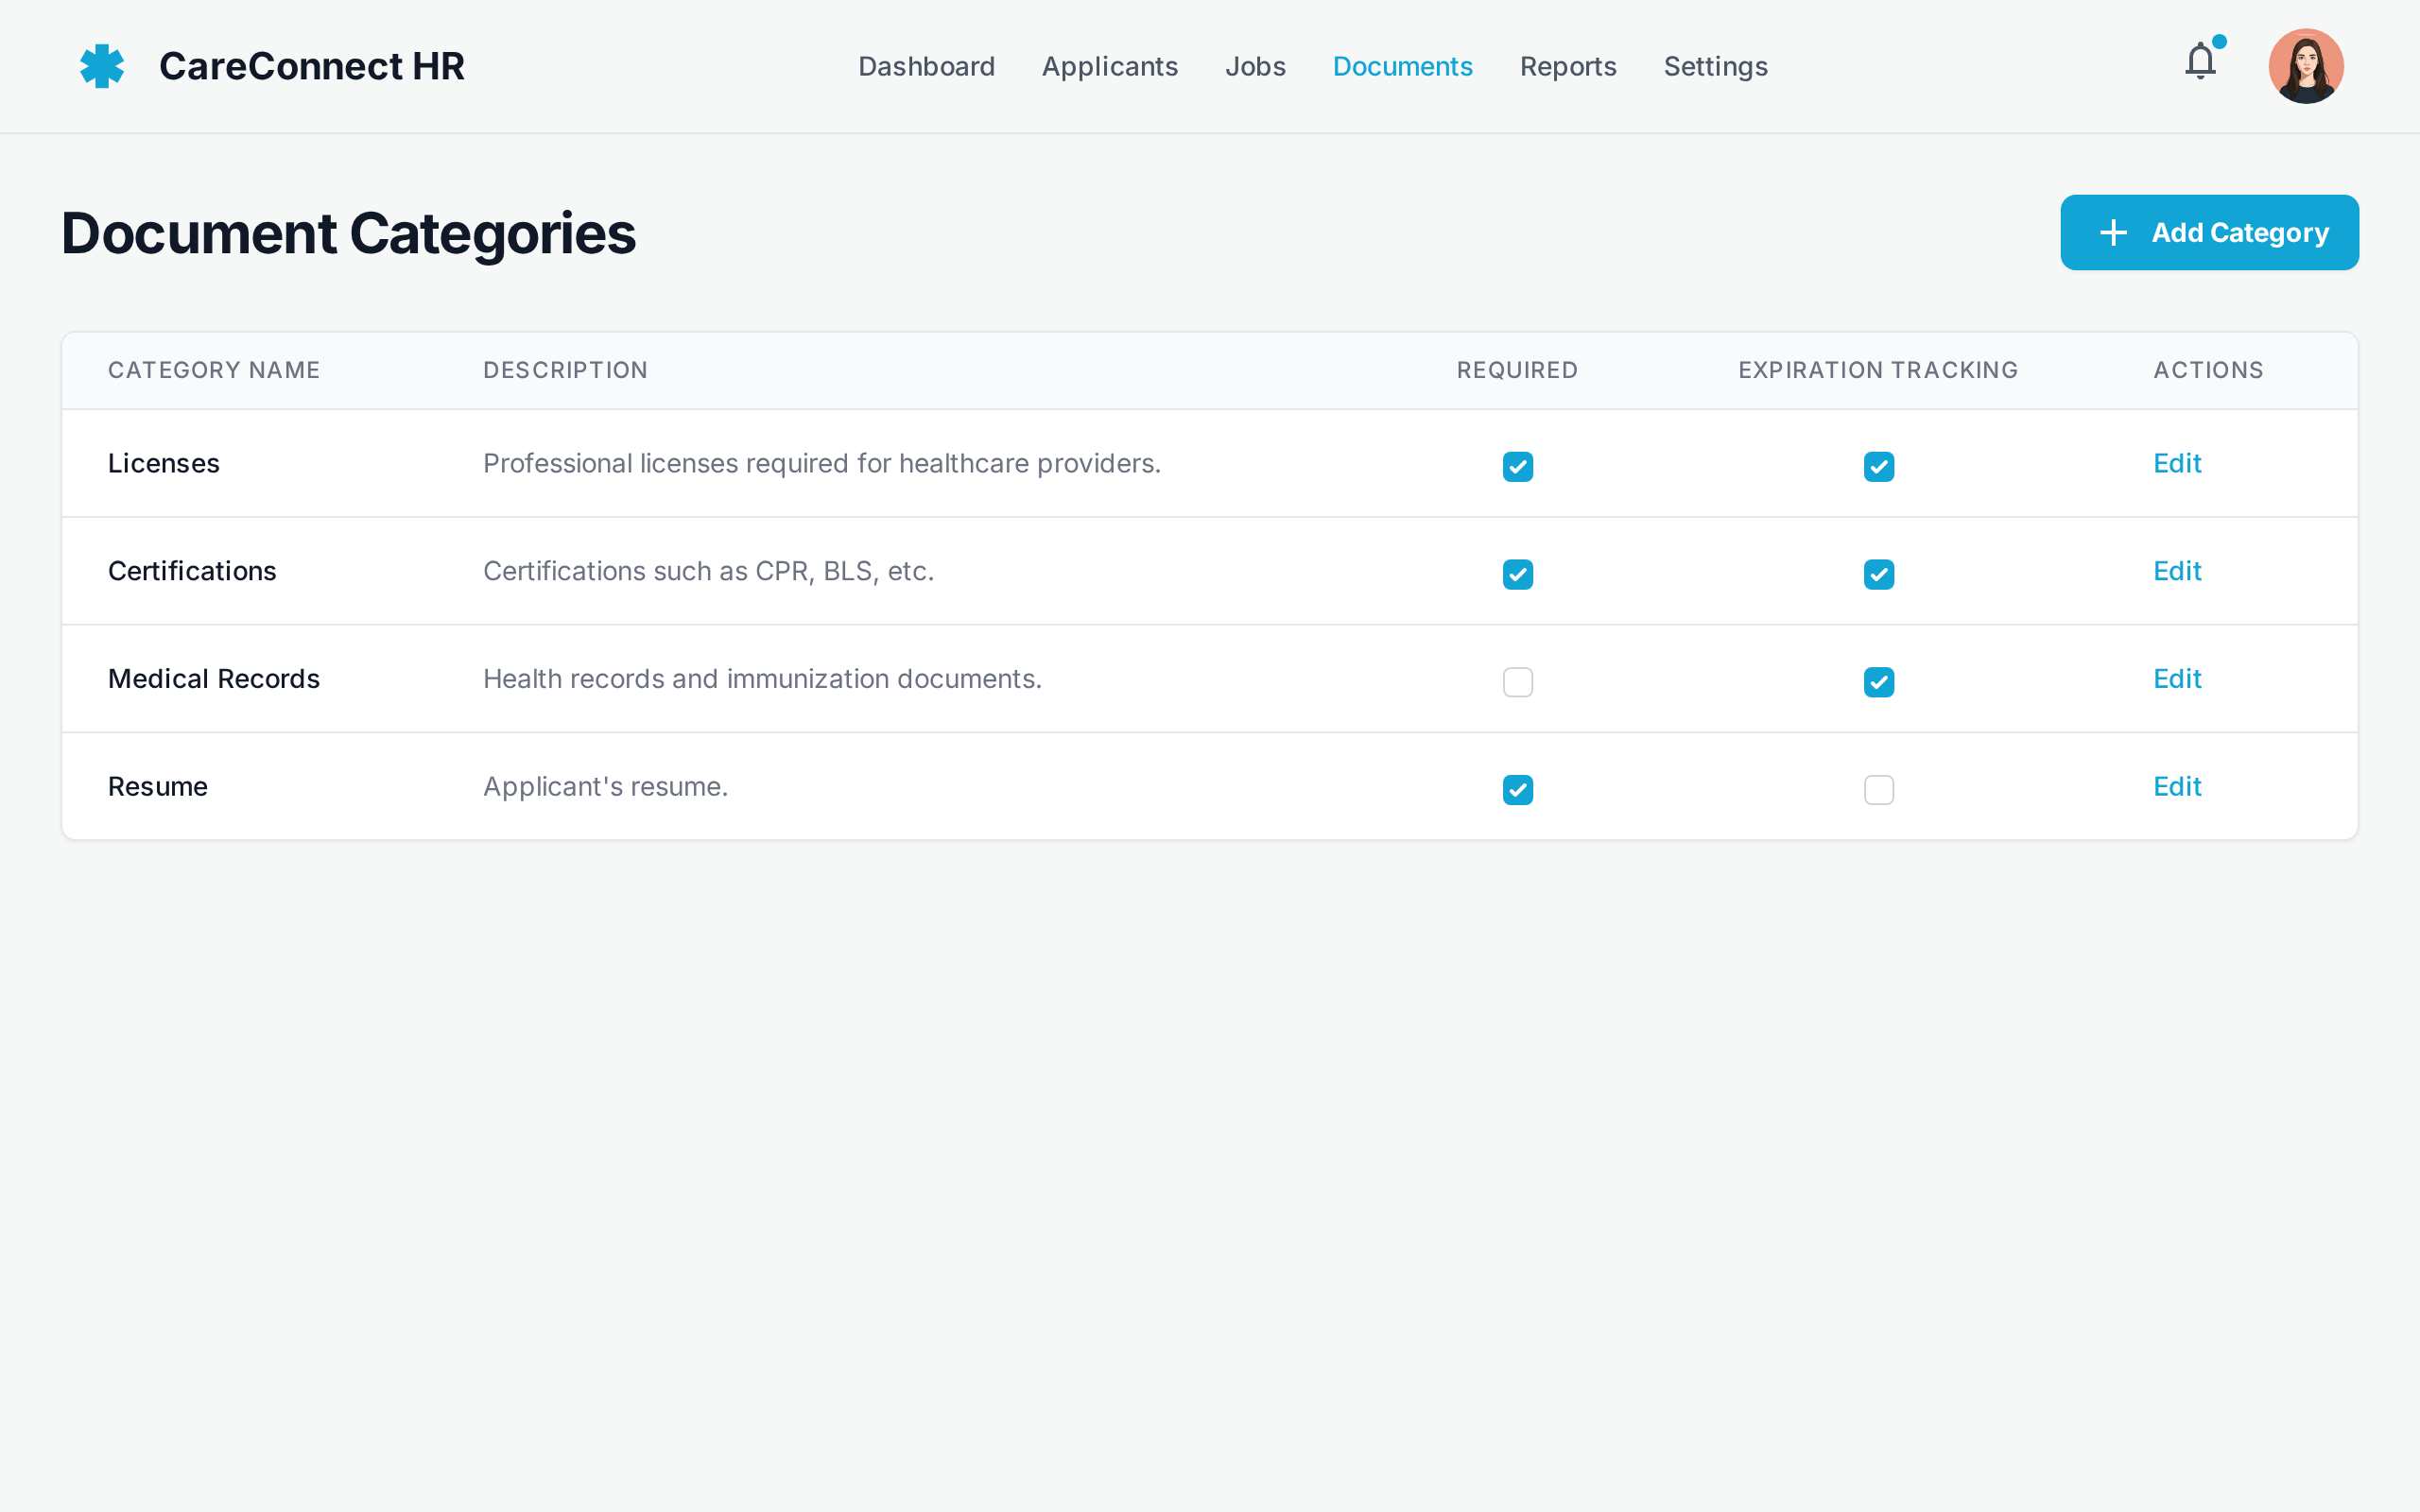 CareConnect HR
Dashboard Applicants Jobs Documents Reports Settings
Document Categories
Add Category
CATEGORY NAME DESCRIPTION REQUIRED EXPIRATION TRACKING ACTIONS
Licenses Professional licenses required for healthcare providers. Edit
Certifications Certifications such as CPR, BLS, etc. Edit
Medical Records Health records and immunization documents. Edit
Resume Applicant's resume. Edit